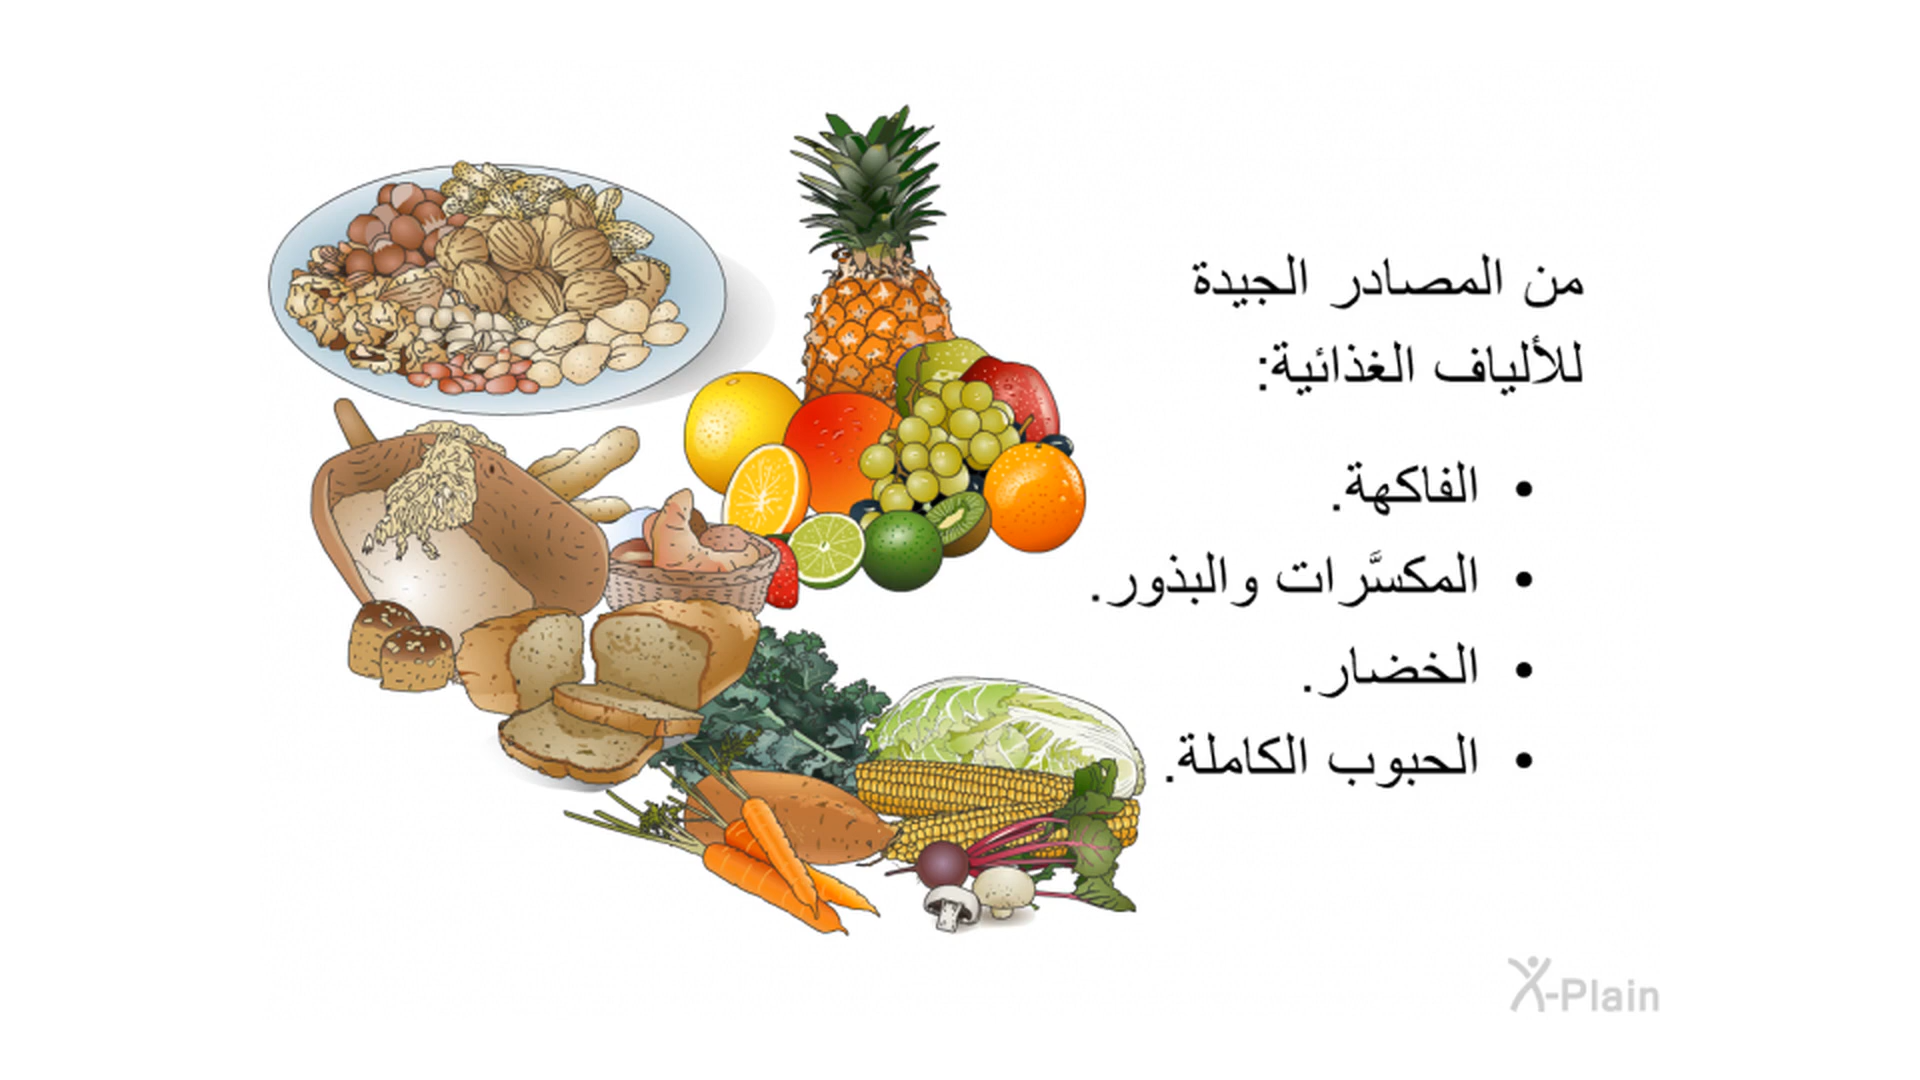 من المصادر الجيدة
للألياف الغذائية:
• الفاكهة.
• المكسَّرات والبذور.
• الخضار.
• الحبوب الكاملة.
X-Plain